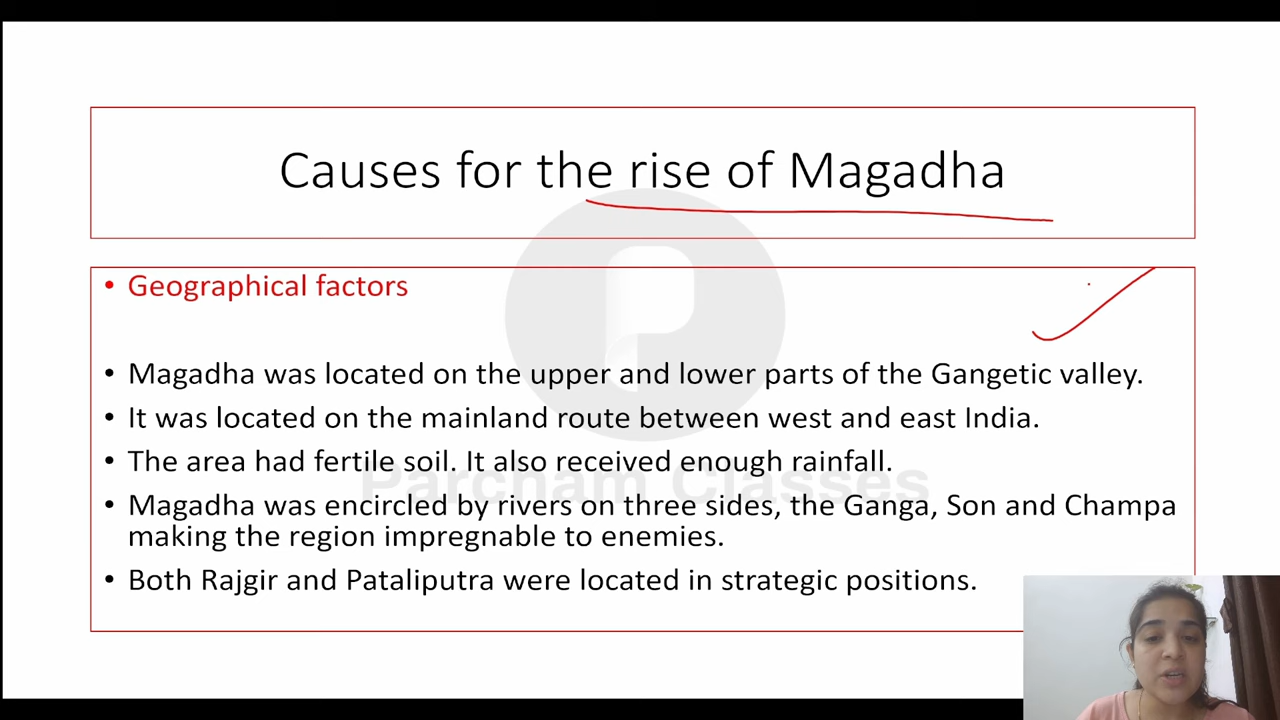 Causes for the rise of Magadha
• Geographical factors
• Magadha was located on the upper and lower parts of the Gangetic valley.
• It was located on the mainland route between west and east India.
• The area had fertile soil. It also received enough rainfall.
Parcham Classes
• Magadha was encircled by rivers on three sides, the Ganga, Son and Champa
making the region impregnable to enemies.
• Both Rajgir and Pataliputra were located in strategic positions.